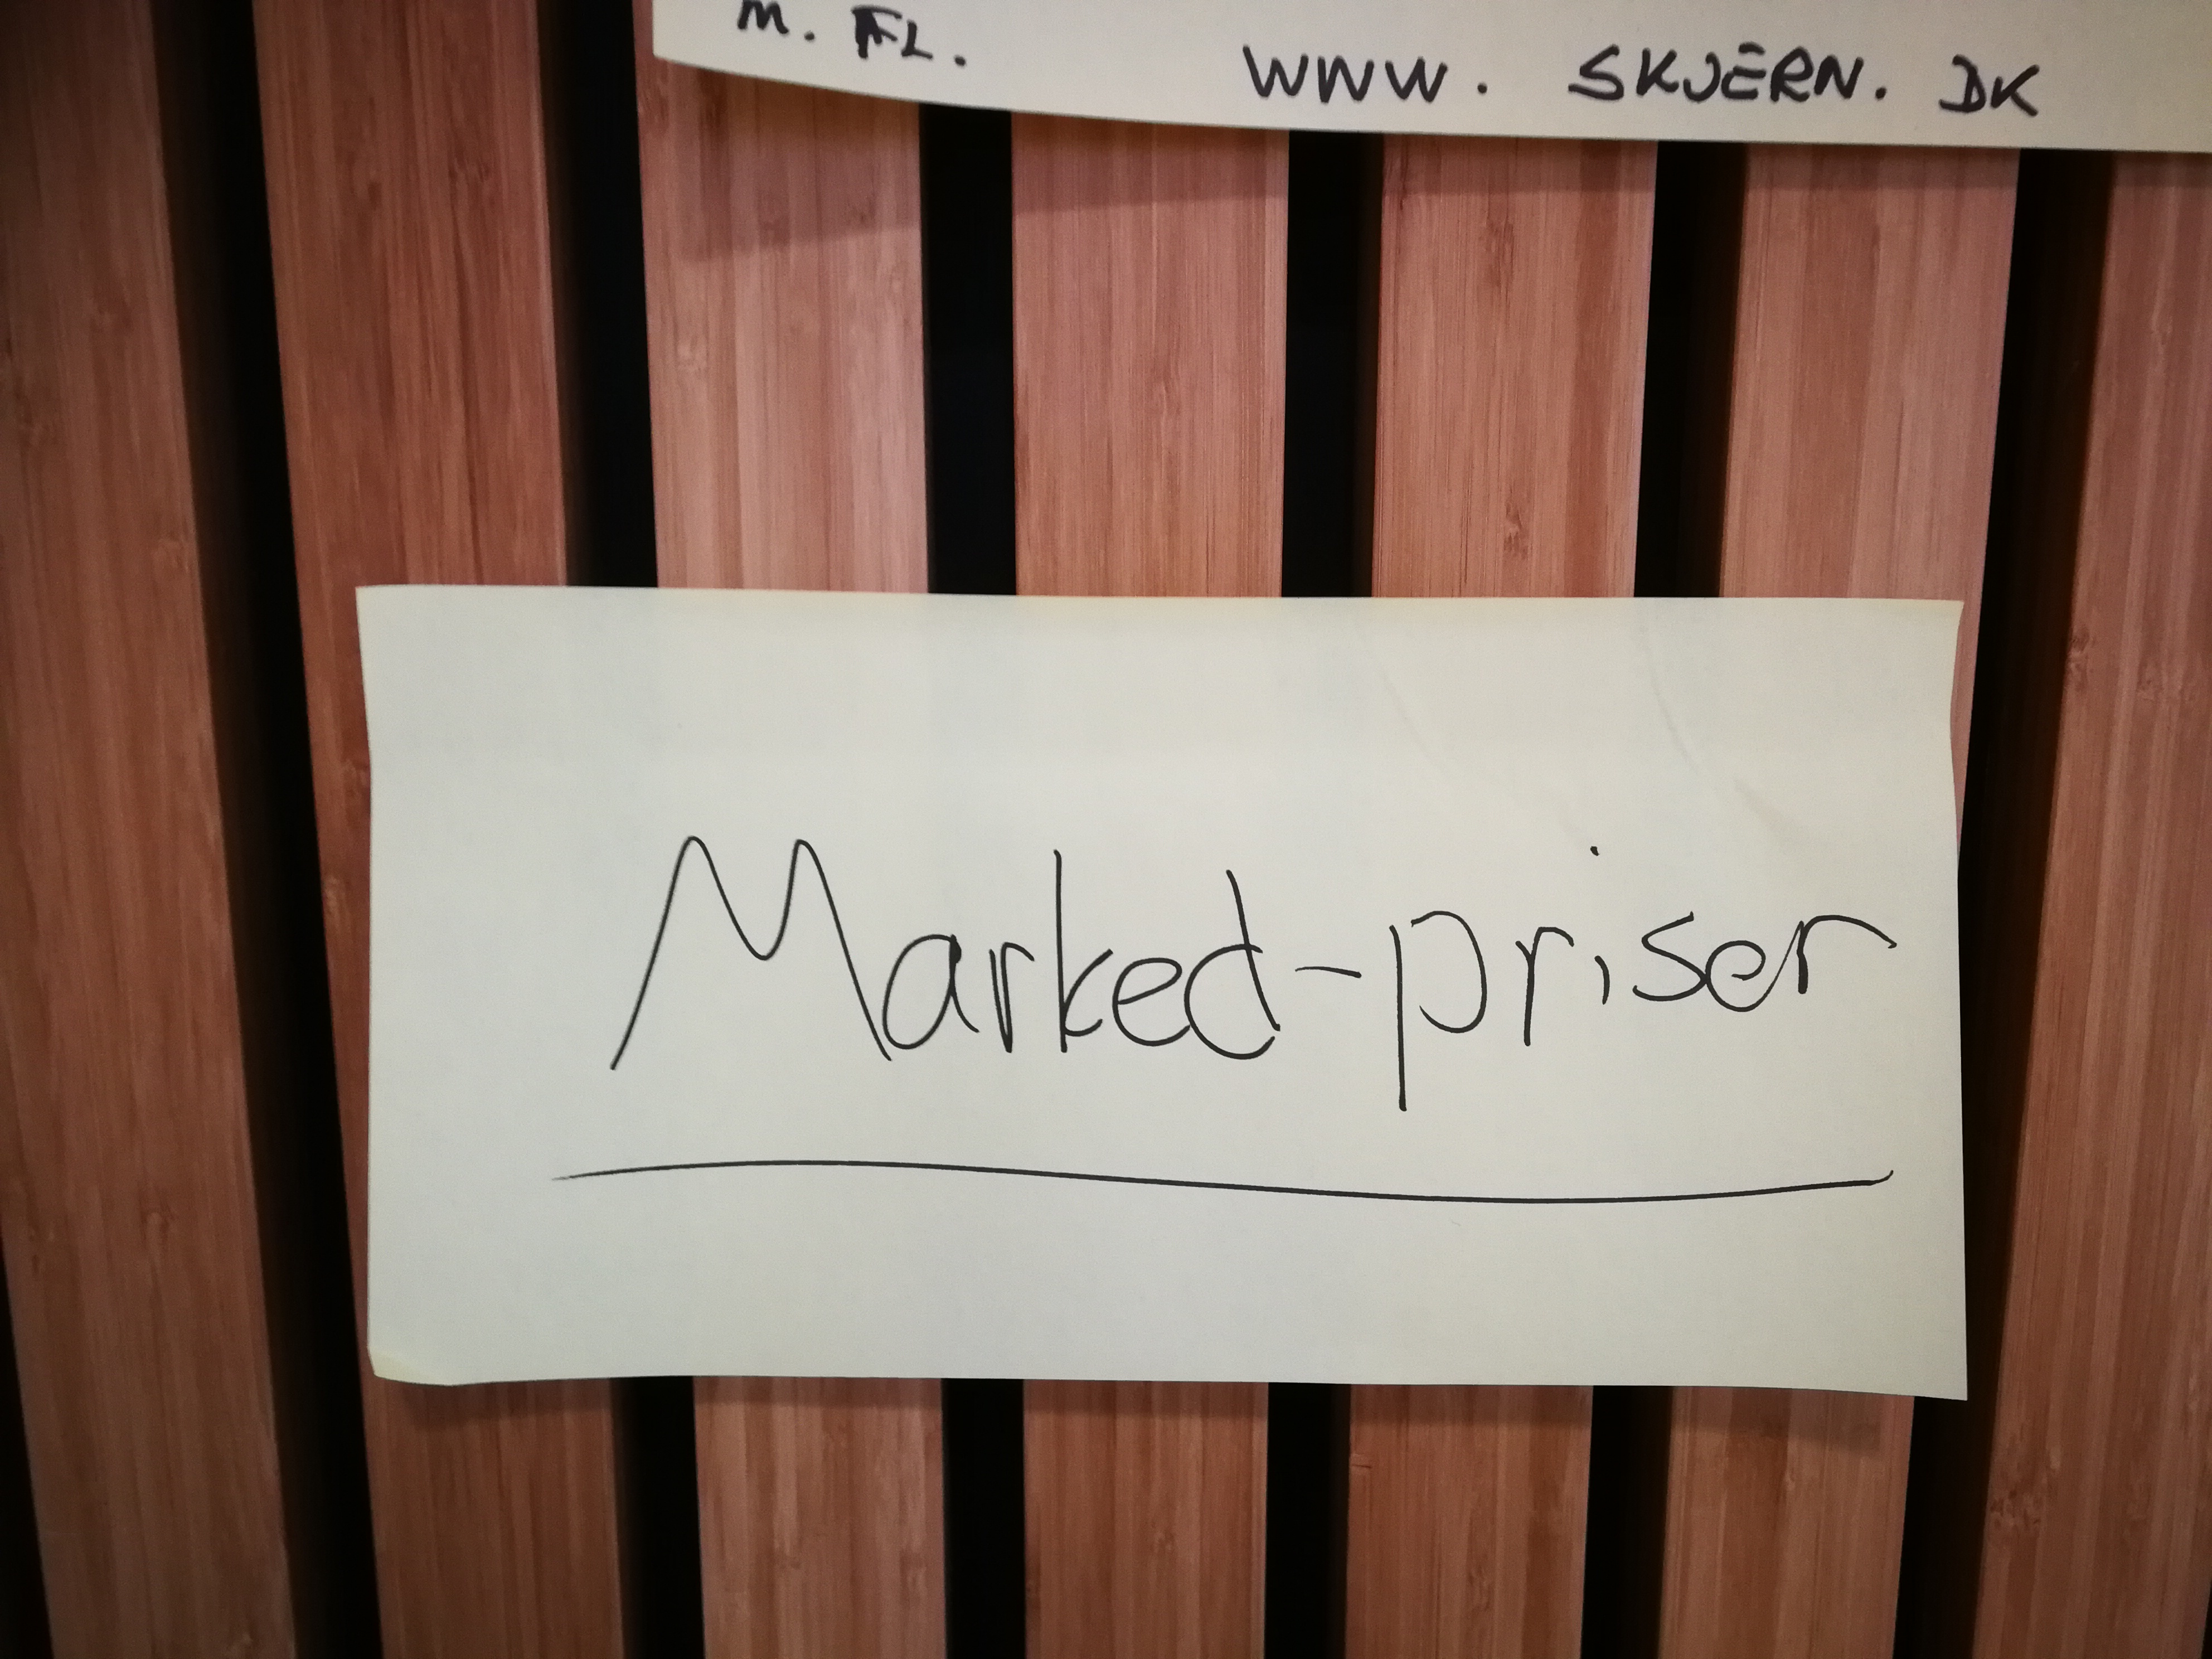 M. FL. WWW. SKJERN. DK
Marked-priser